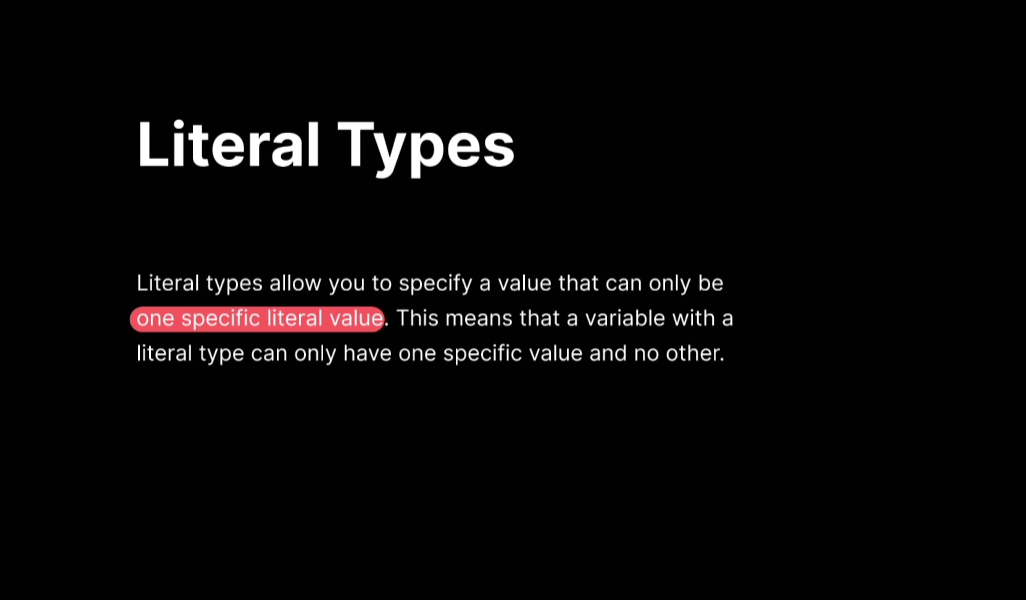 Literal Types
Literal types allow you to specify a value that can only be
one specific literal value. This means that a variable with a
literal type can only have one specific value and no other.